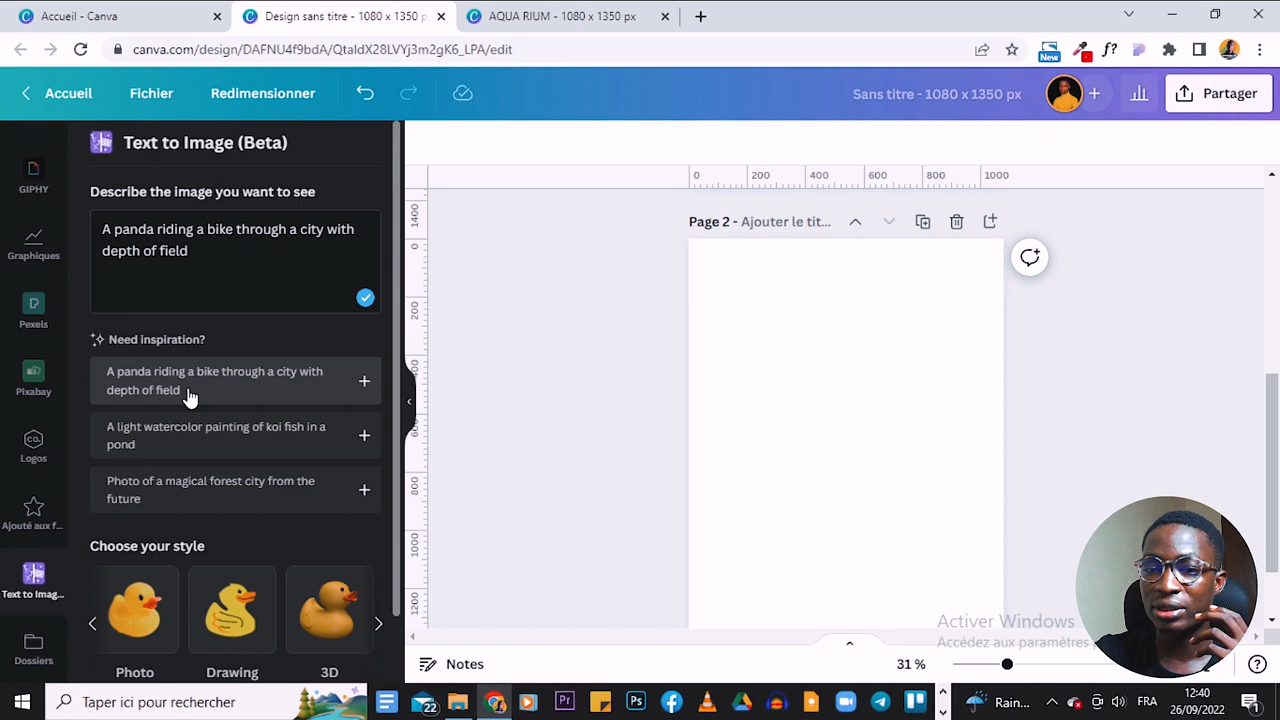 Accueil - Canva
Design sans titre - 1080 x 1350 p
AQUA RIUM - 1080 x 1350 px
canva.com/design/DAFNU4f9bdA/QtaldX28LVYj3m2gK6_LPA/edit
New
f?
Accueil
Fichier
Redimensionner
Sans titre - 1080 x 1350 px
Partager
GIPHY
Graphiques
Pexels
Pixabay
CO.
Logos
Ajouté aux f...
Text to Imag...
Dossiers
Text to Image (Beta)
Describe the image you want to see
A panda riding a bike through a city with
depth of field
Need inspiration?
A panda riding a bike through a city with
depth of field
A light watercolor painting of koi fish in a
pond
Photo of a magical forest city from the
future
Choose your style
Photo
Drawing
3D
0 200 400 600 800 1000
1400
0
200
400
600
800
1000
1200
Page 2 - Ajouter le tit...
Activer Windows
Accédez aux paramètres
Notes
31 %
Taper ici pour rechercher
22
Pr
Ps
Rain...
FRA
12:40
26/09/2022
1